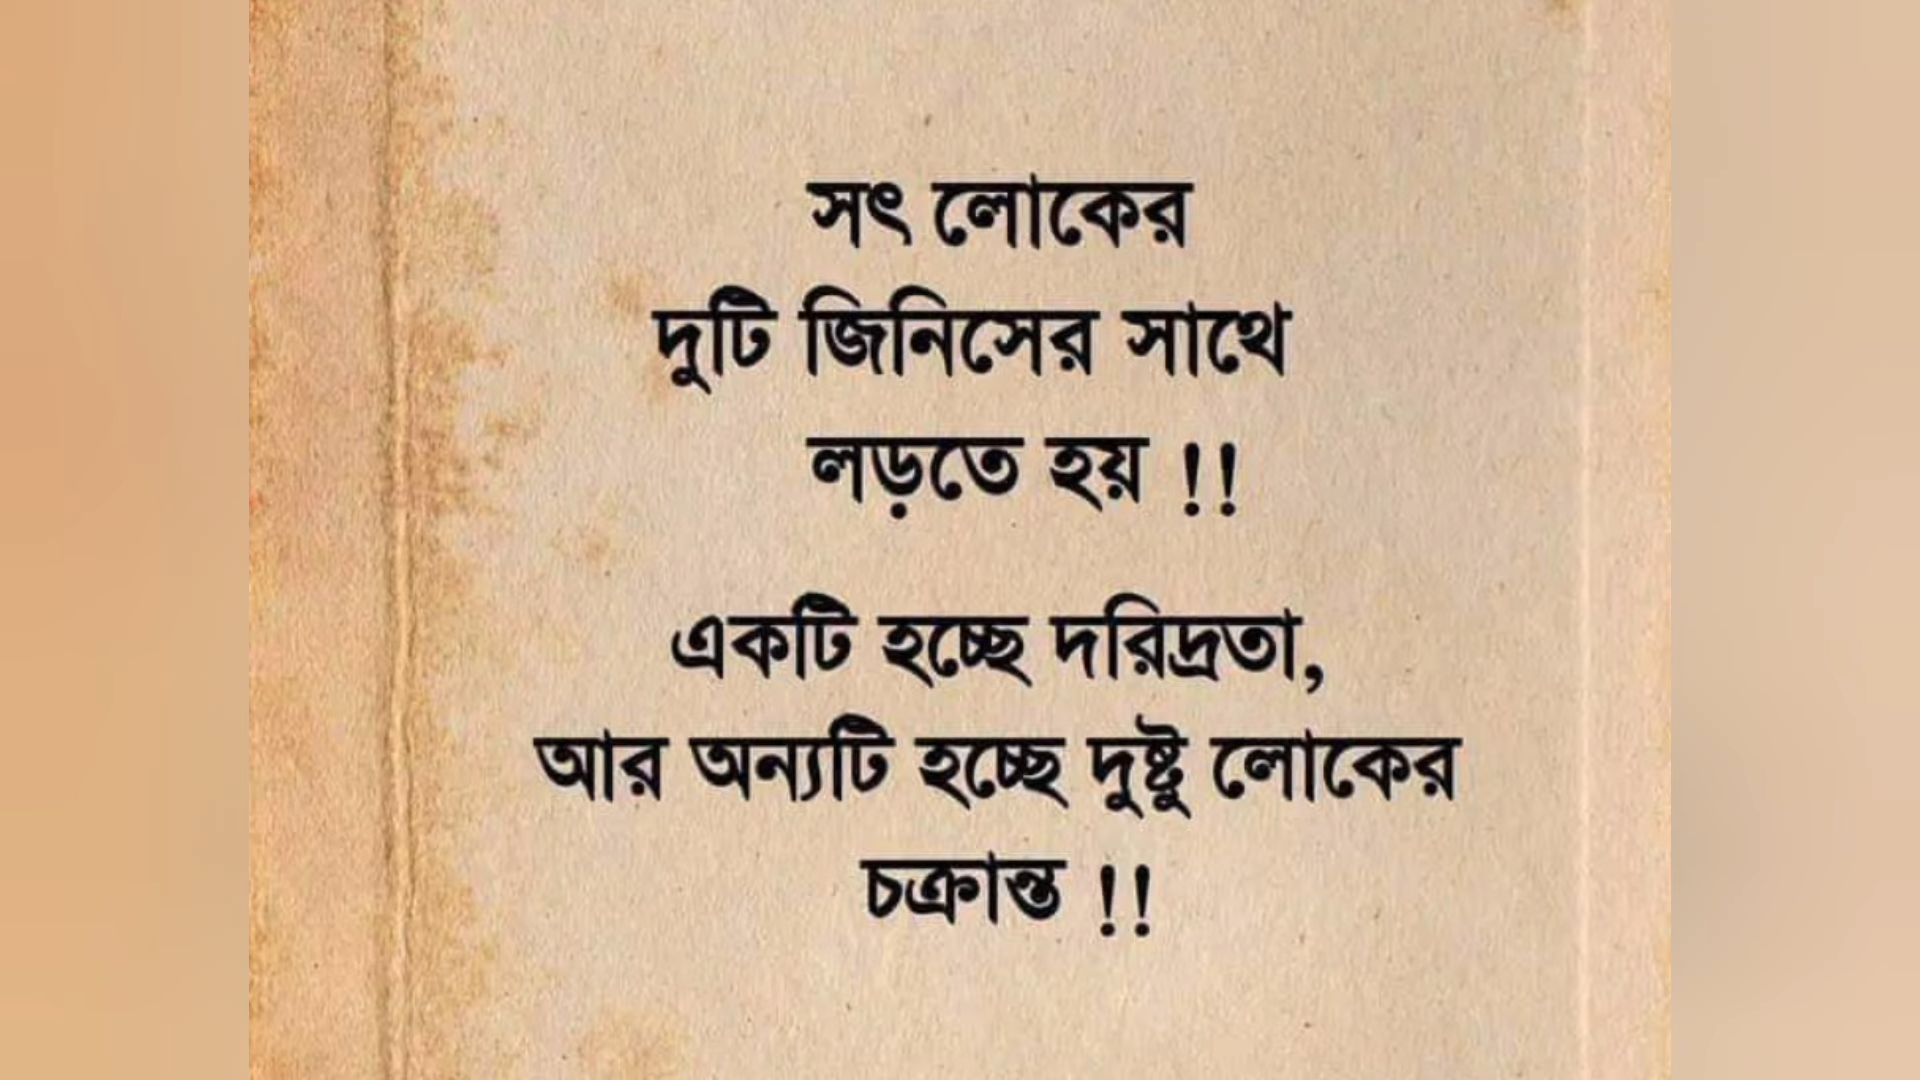 সৎ লোকের
দুটি জিনিসের সাথে
লড়তে হয় !!
একটি হচ্ছে দরিদ্রতা,
আর অন্যটি হচ্ছে দুষ্টু লোকের
চক্রান্ত !!